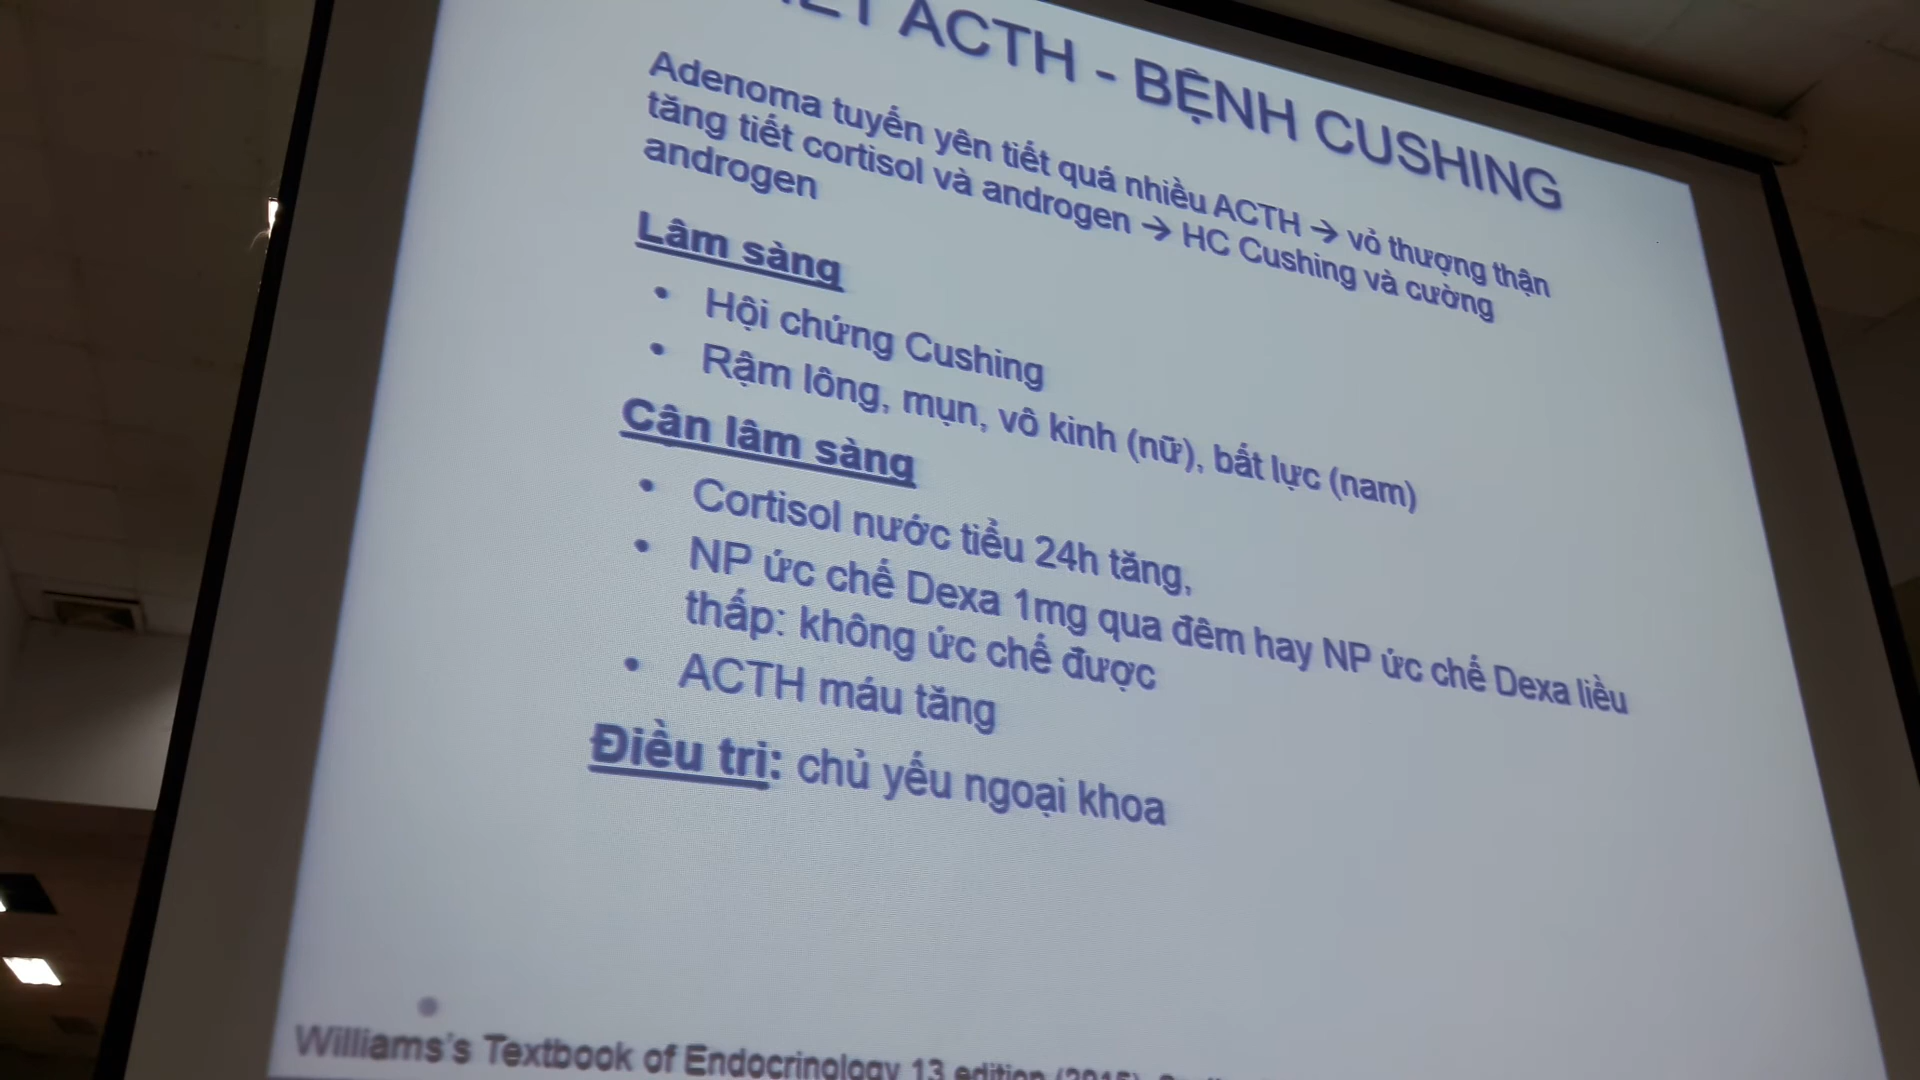 ACTH - BỆNH CUSHING
Adenoma tuyến yên tiết quá nhiều ACTH → vỏ thượng thận
tăng tiết cortisol và androgen → HC Cushing và cường
androgen
Lâm sàng
• Hội chứng Cushing
• Rậm lông, mụn, vô kinh (nữ), bất lực (nam)
Cận lâm sàng
• Cortisol nước tiểu 24h tăng,
• NP ức chế Dexa 1mg qua đêm hay NP ức chế Dexa liều
thấp: không ức chế được
• ACTH máu tăng
Điều trị: chủ yếu ngoại khoa
Williams's Textbook of Endocrinology 13 edition (2015).